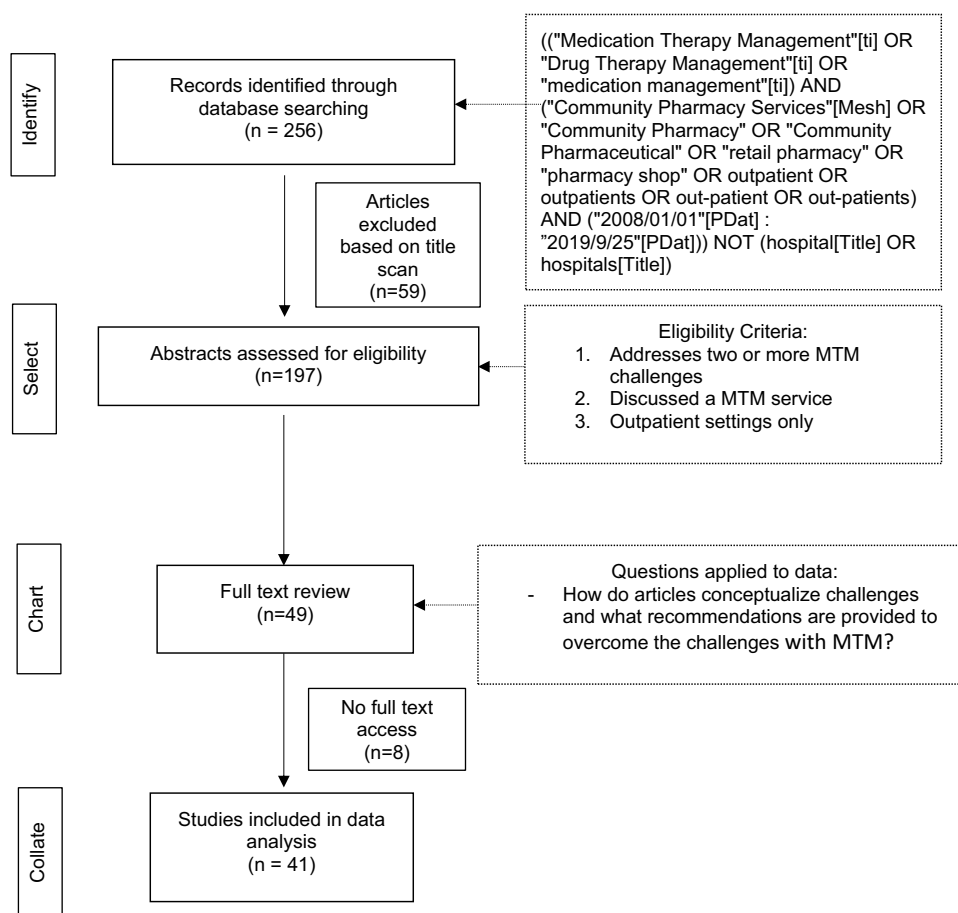 Identify
Records identified through
database searching
(n = 256)
(("Medication Therapy Management"[ti] OR
"Drug Therapy Management"[ti] OR
"medication management"[ti]) AND
("Community Pharmacy Services"[Mesh] OR
"Community Pharmacy" OR "Community
Pharmaceutical" OR "retail pharmacy" OR
"pharmacy shop" OR outpatient OR
outpatients OR out-patient OR out-patients)
AND ("2008/01/01"[PDat] :
”2019/9/25"[PDat])) NOT (hospital[Title] OR
hospitals[Title])
Articles
excluded
based on title
scan
(n=59)
Select
Abstracts assessed for eligibility
(n=197)
Eligibility Criteria:
1. Addresses two or more MTM
challenges
2. Discussed a MTM service
3. Outpatient settings only
Chart
Full text review
(n=49)
Questions applied to data:
- How do articles conceptualize challenges
and what recommendations are provided to
overcome the challenges with MTM?
No full text
access
(n=8)
Collate
Studies included in data
analysis
(n = 41)